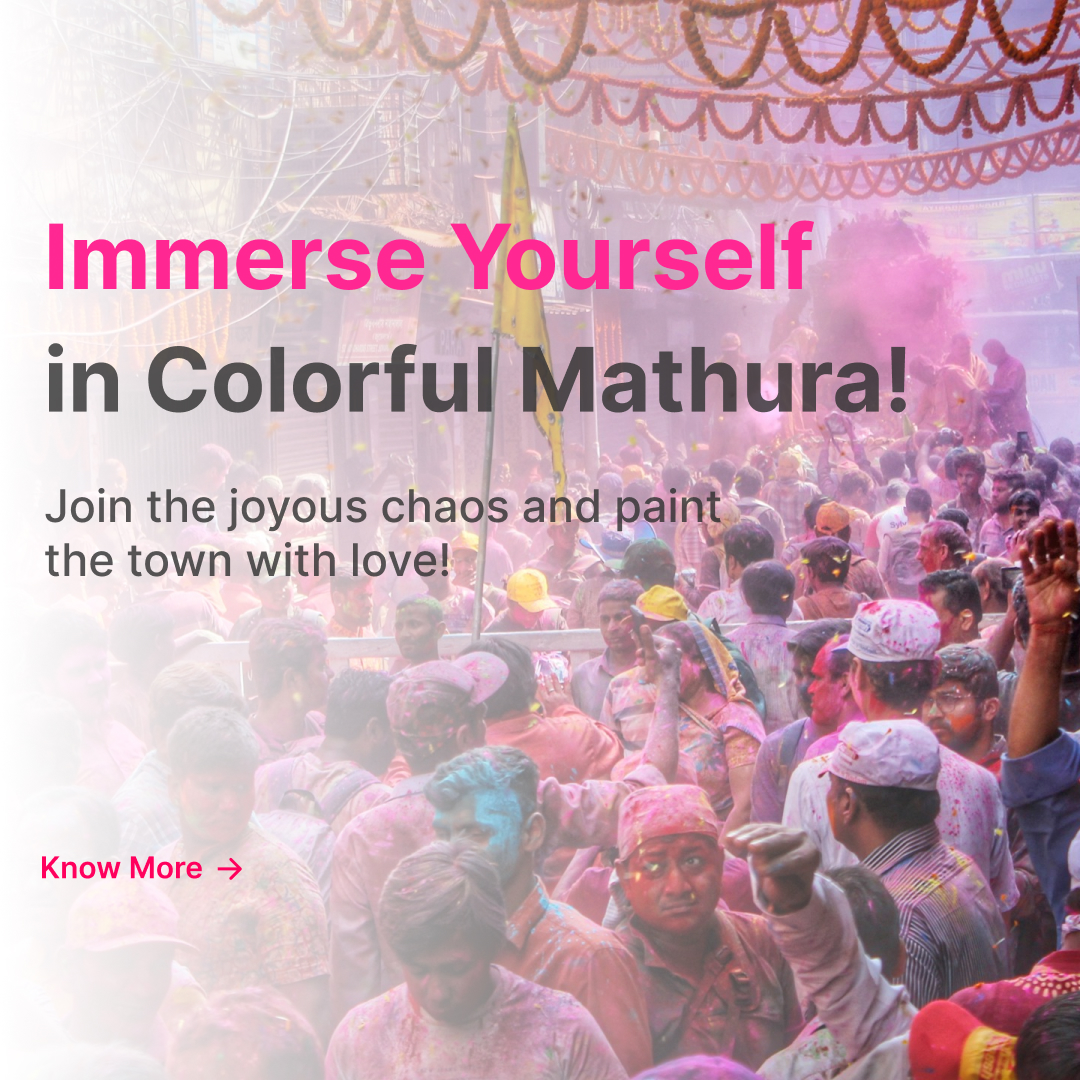 Immerse Yourself
in Colorful Mathura!
Join the joyous chaos and paint
the town with love!
Know More →